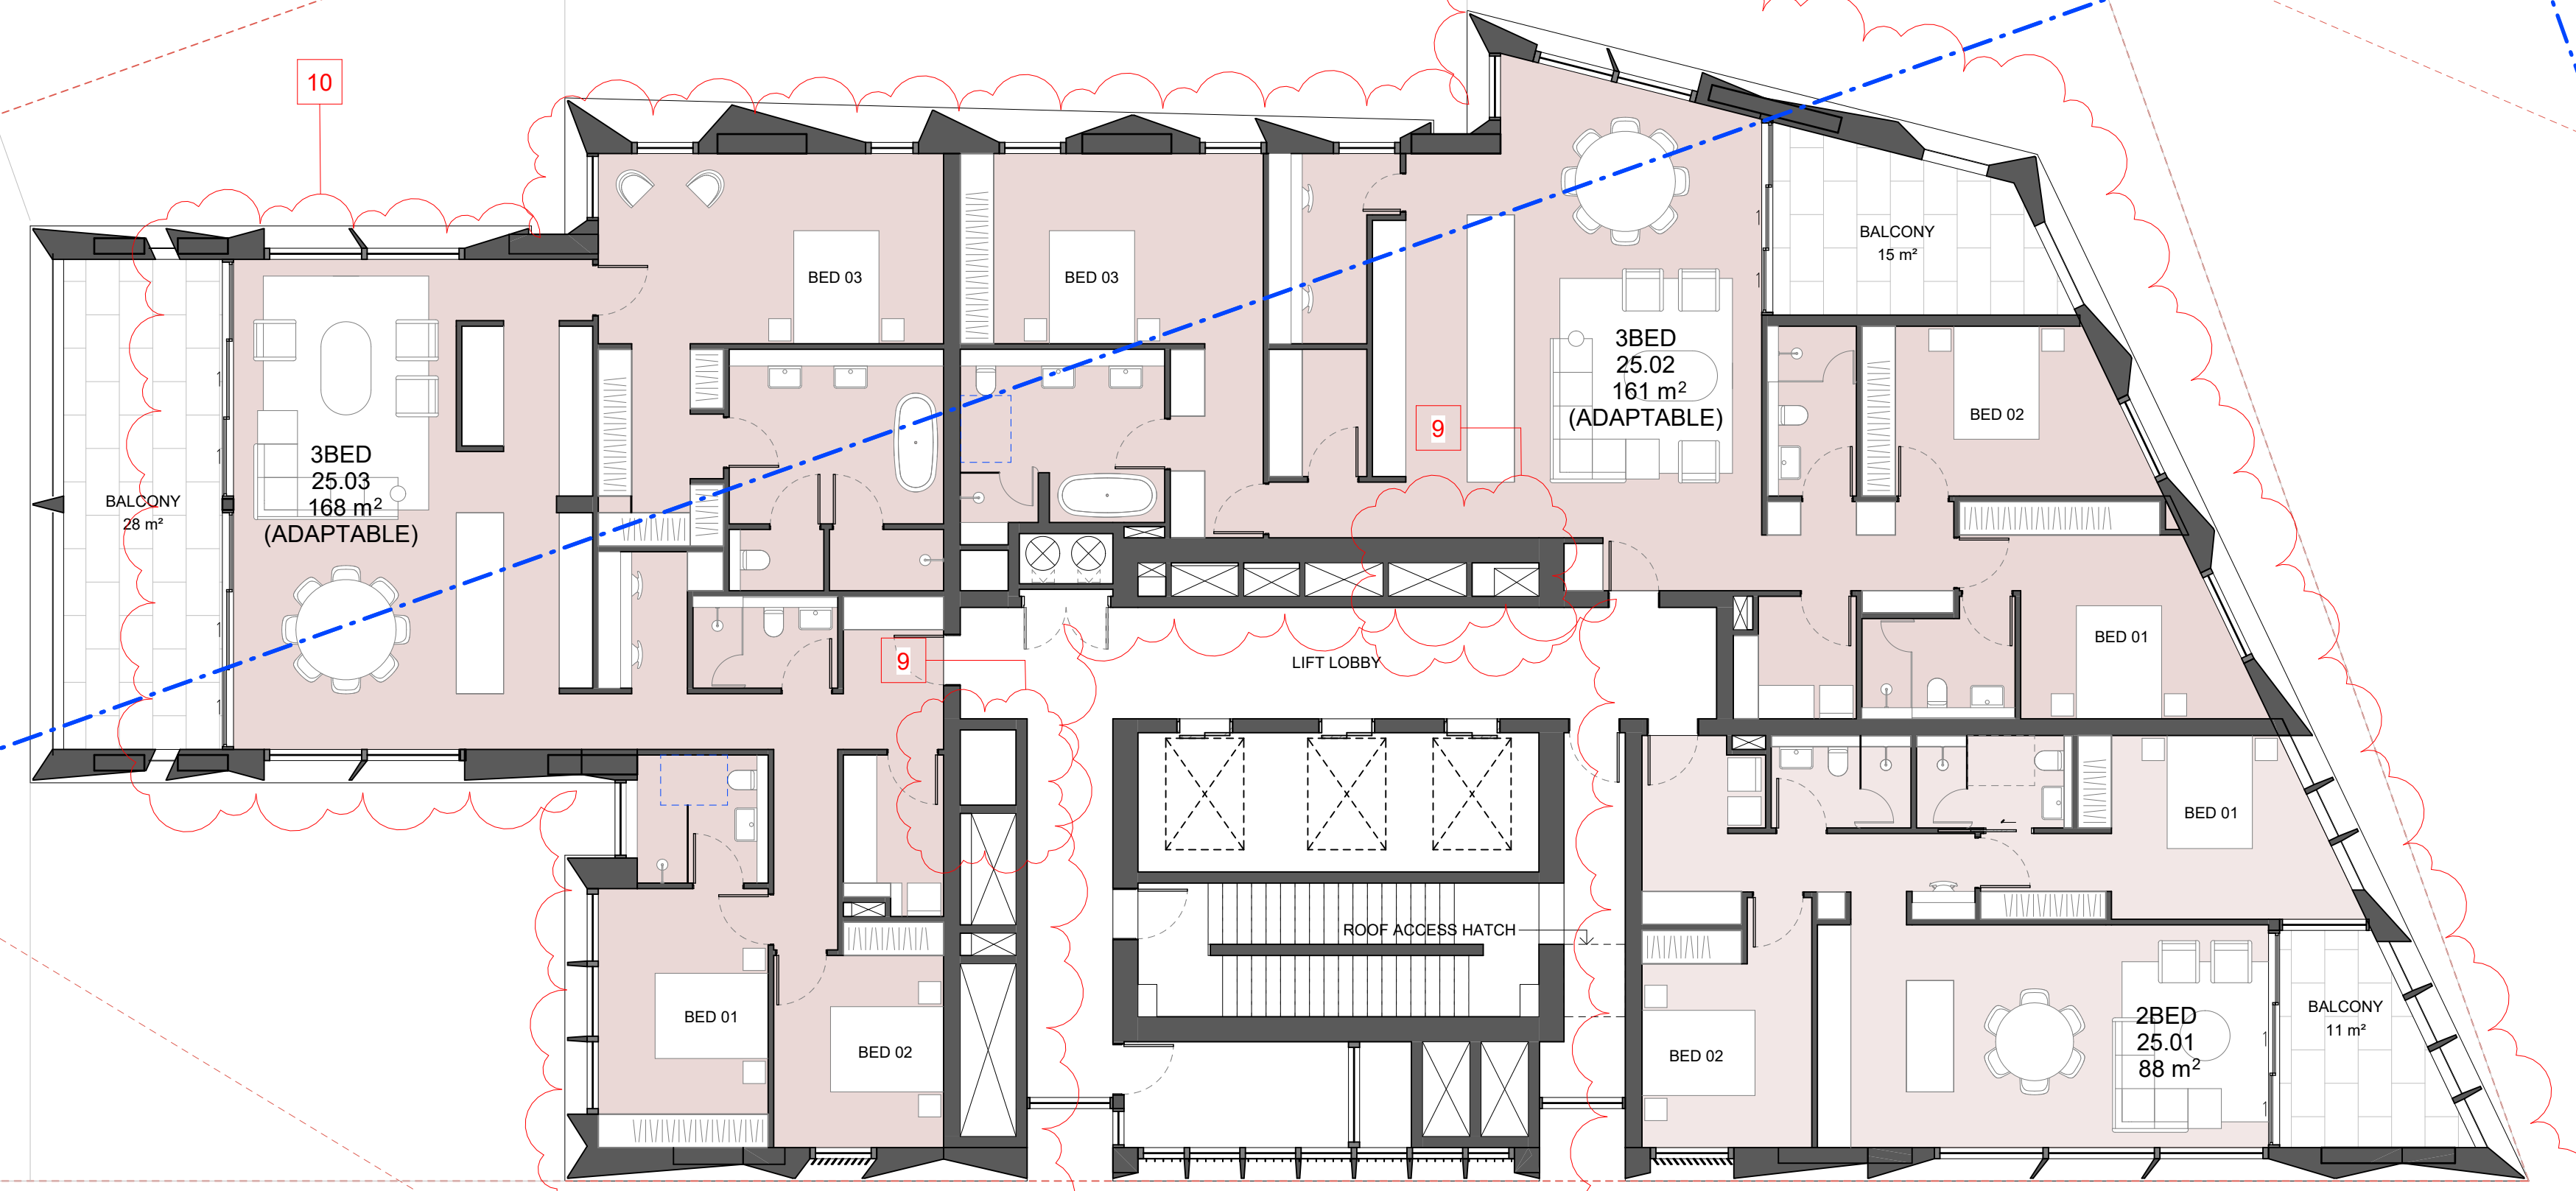 10
BALCONY
15 m²
BED 03
BED 03
3BED
25.02
161 m²
(ADAPTABLE)
BED 02
9
3BED
25.03
168 m²
(ADAPTABLE)
BALCONY
28 m²
BED 01
9
LIFT LOBBY
BED 01
ROOF ACCESS HATCH
BED 01
BED 02
BED 02
2BED
25.01
88 m²
BALCONY
11 m²